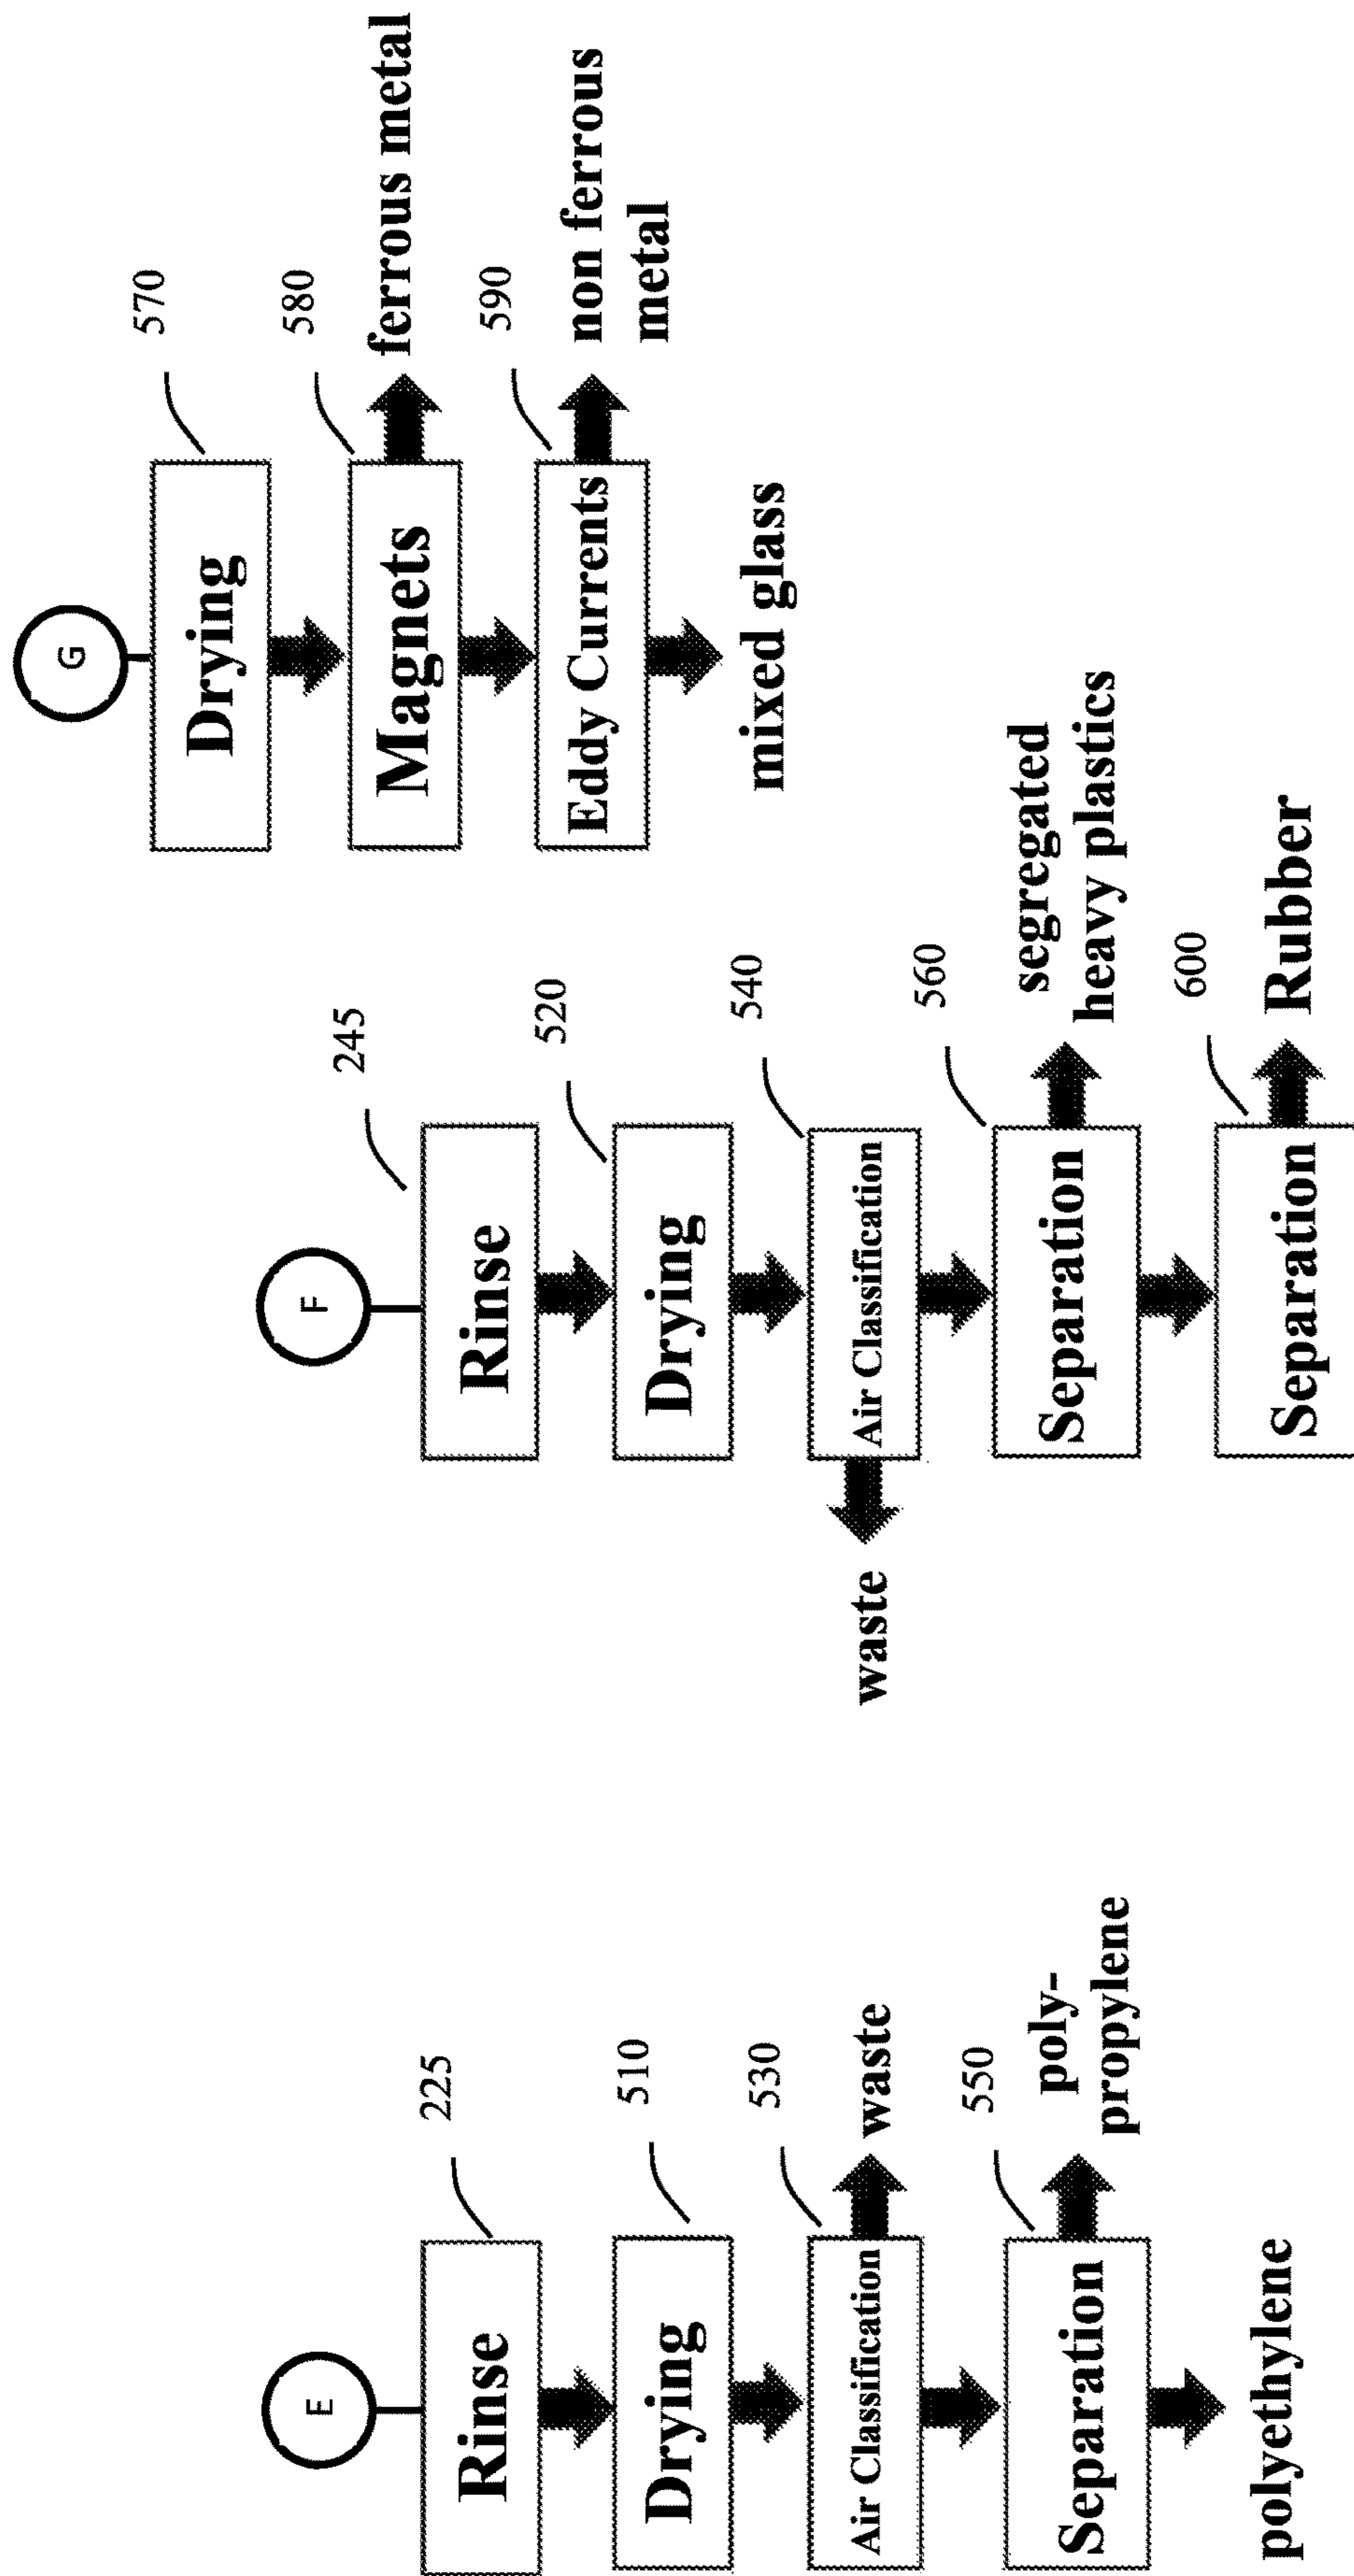 E
Rinse
225
Drying
510
Air Classification
530
waste
Separation
550
poly-
propylene
polyethylene
F
Rinse
245
Drying
520
Air Classification
540
waste
Separation
560
segregated
heavy plastics
Separation
600
Rubber
G
Drying
570
Magnets
580
ferrous metal
Eddy Currents
590
non ferrous
metal
mixed glass